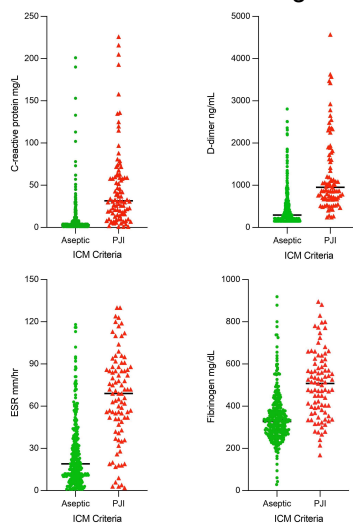 g
250
200
150
100
50
0
C-reactive protein mg/L
Aseptic PJI
ICM Criteria
5000
4000
3000
2000
1000
0
D-dimer ng/mL
Aseptic PJI
ICM Criteria
150
120
90
60
30
0
ESR mm/hr
Aseptic PJI
ICM Criteria
1000
800
600
400
200
0
Fibrinogen mg/dL
Aseptic PJI
ICM Criteria